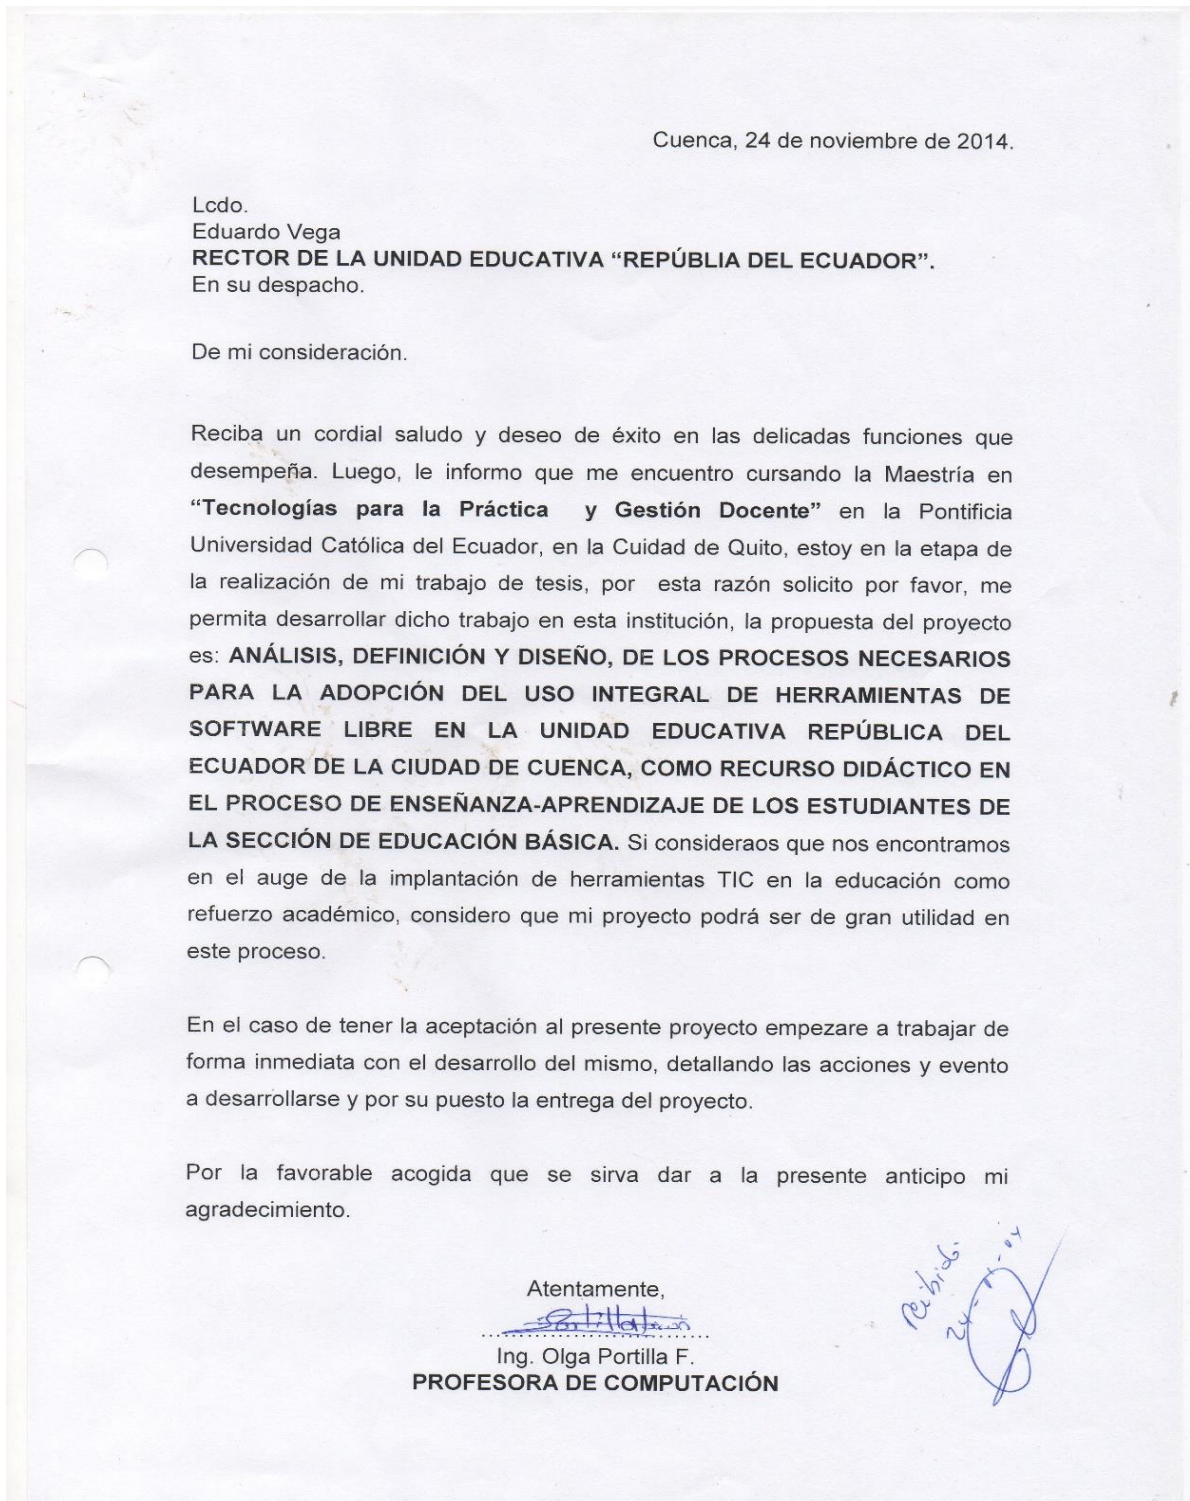 Cuenca, 24 de noviembre de 2014.
Lcdo.
Eduardo Vega
RECTOR DE LA UNIDAD EDUCATIVA “REPÚBLIA DEL ECUADOR”.
En su despacho.
De mi consideración.
Reciba un cordial saludo y deseo de éxito en las delicadas funciones que
desempeña. Luego, le informo que me encuentro cursando la Maestría en
“Tecnologías para la Práctica y Gestión Docente” en la Pontificia
Universidad Católica del Ecuador, en la Cuidad de Quito, estoy en la etapa de
la realización de mi trabajo de tesis, por esta razón solicito por favor, me
permita desarrollar dicho trabajo en esta institución, la propuesta del proyecto
es: ANÁLISIS, DEFINICIÓN Y DISEÑO, DE LOS PROCESOS NECESARIOS
PARA LA ADOPCIÓN DEL USO INTEGRAL DE HERRAMIENTAS DE
SOFTWARE LIBRE EN LA UNIDAD EDUCATIVA REPÚBLICA DEL
ECUADOR DE LA CIUDAD DE CUENCA, COMO RECURSO DIDÁCTICO EN
EL PROCESO DE ENSEÑANZA-APRENDIZAJE DE LOS ESTUDIANTES DE
LA SECCIÓN DE EDUCACIÓN BÁSICA. Si consideraos que nos encontramos
en el auge de la implantación de herramientas TIC en la educación como
refuerzo académico, considero que mi proyecto podrá ser de gran utilidad en
este proceso.
En el caso de tener la aceptación al presente proyecto empezare a trabajar de
forma inmediata con el desarrollo del mismo, detallando las acciones y evento
a desarrollarse y por su puesto la entrega del proyecto.
Por la favorable acogida que se sirva dar a la presente anticipo mi
agradecimiento.
Atentamente,
Ing. Olga Portilla F.
PROFESORA DE COMPUTACIÓN
Recibido.